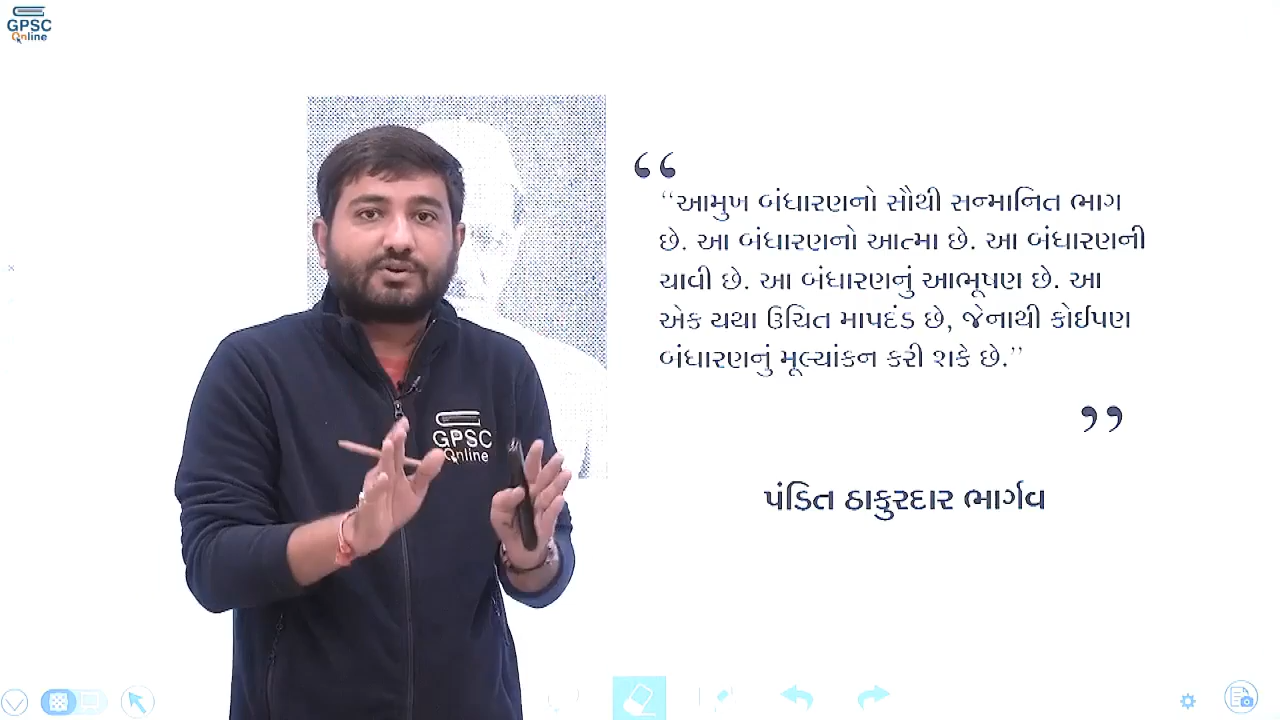 GPSC
Online
“આમુખ બંધારણનો સૌથી સન્માનિત ભાગ
છે. આ બંધારણનો આત્મા છે. આ બંધારણની
ચાવી છે. આ બંધારણનું આભૂષણ છે. આ
એક યથા ઉચિત માપદંડ છે, જેનાથી કોઈપણ
બંધારણનું મૂલ્યાંકન કરી શકે છે.”
પંડિત ઠાકુરદાર ભાર્ગવ
GPSC
Online